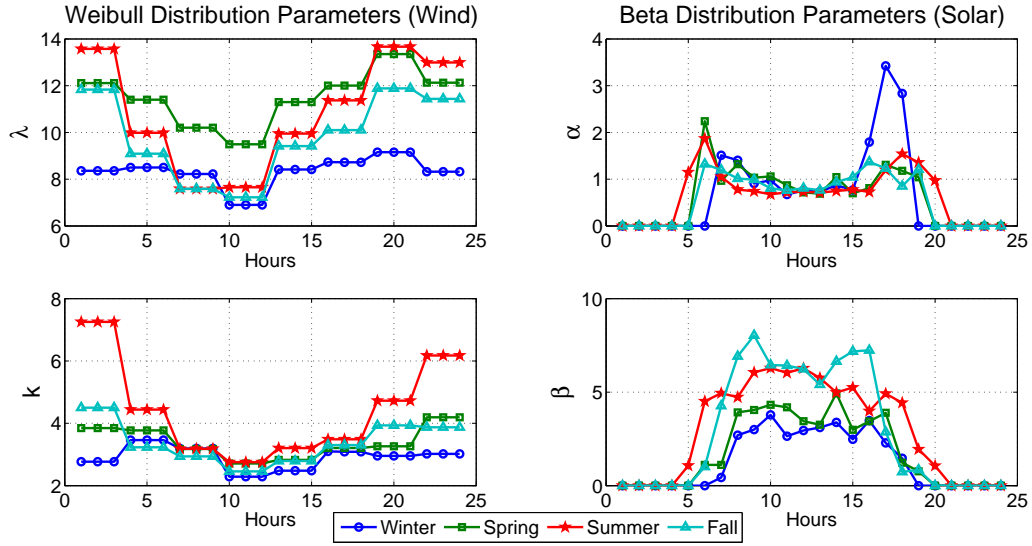 Weibull Distribution Parameters (Wind)
14
12
10
8
6
λ
0 5 10 15 20 25
Hours
Beta Distribution Parameters (Solar)
4
3
2
1
0
α
0 5 10 15 20 25
Hours
8
6
4
2
k
0 5 10 15 20 25
Hours
10
5
0
β
0 5 10 15 20 25
Hours
Winter Spring Summer Fall